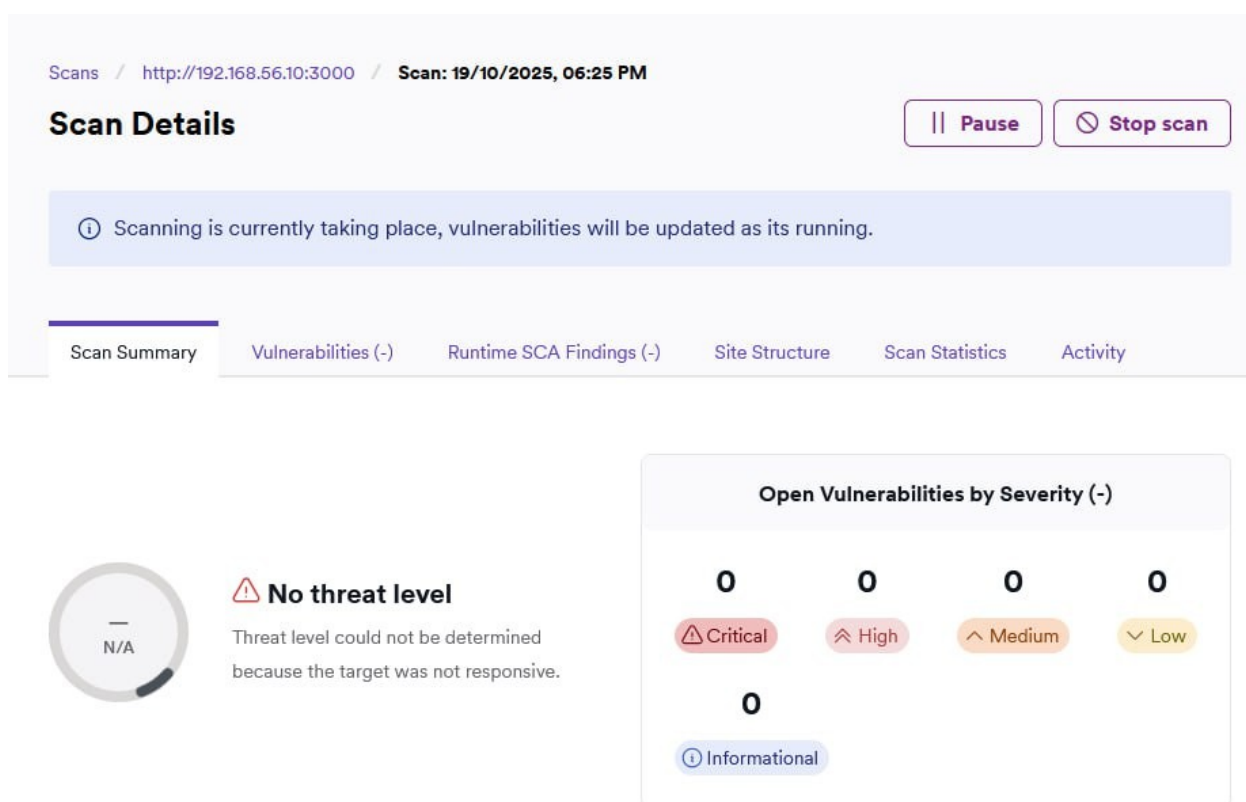 Scans / http://192.168.56.10:3000 / Scan: 19/10/2025, 06:25 PM
Scan Details
Pause
Stop scan
Scanning is currently taking place, vulnerabilities will be updated as its running.
Scan Summary Vulnerabilities (-) Runtime SCA Findings (-) Site Structure Scan Statistics Activity
– N/A
No threat level
Threat level could not be determined
because the target was not responsive.
Open Vulnerabilities by Severity (-)
0 0 0 0
Critical High Medium Low
0
Informational